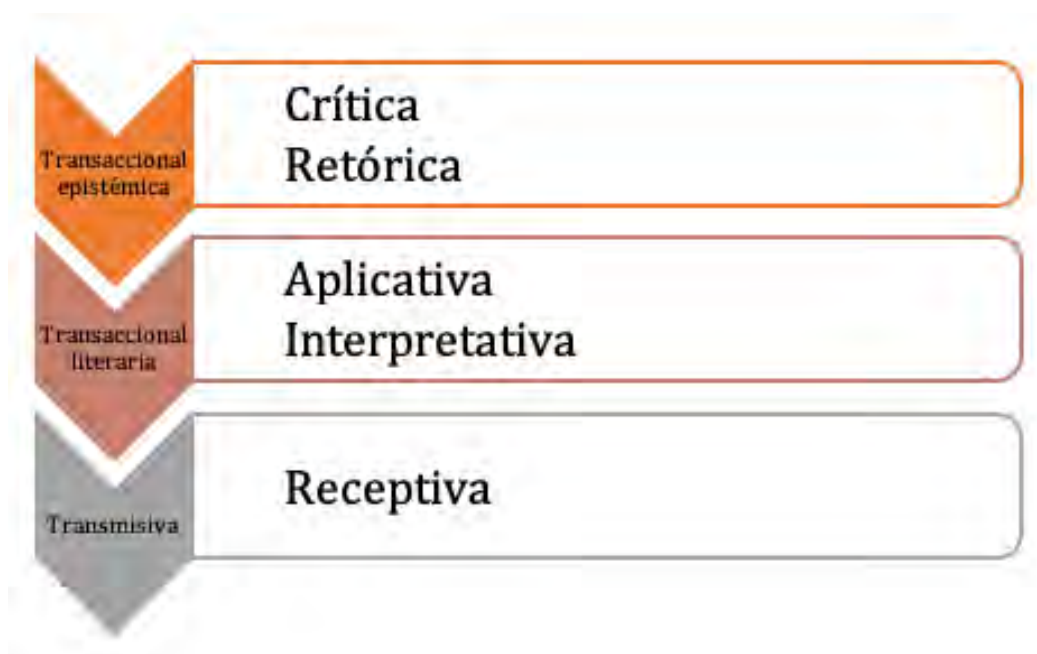 Transaccional
epistémica
Crítica
Retórica
Transaccional
literaria
Aplicativa
Interpretativa
Transmisiva
Receptiva